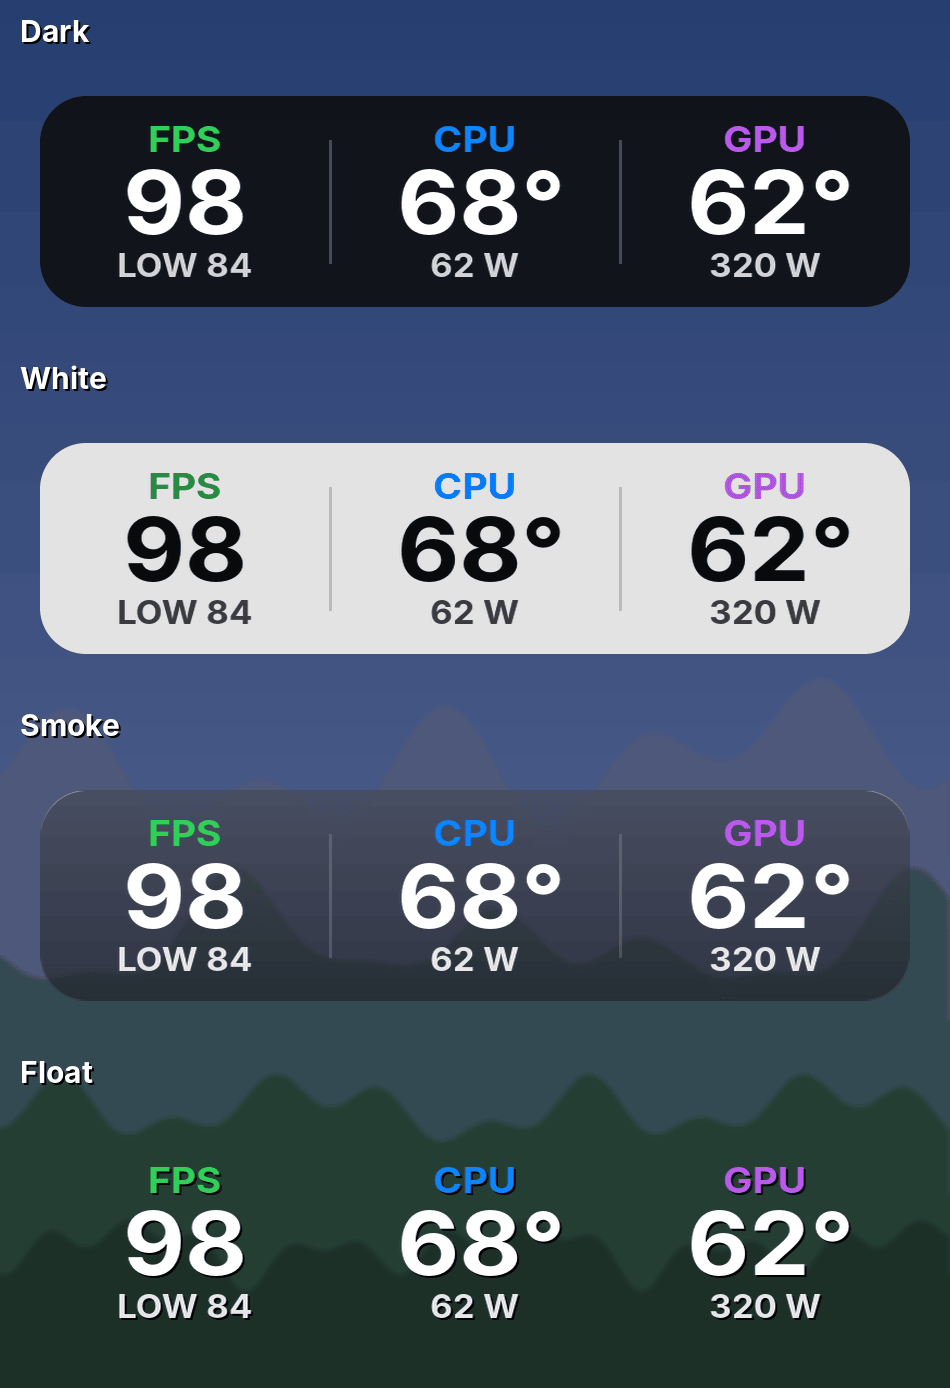 Dark
FPS CPU GPU
98 68° 62°
LOW 84 62 W 320 W
White
FPS CPU GPU
98 68° 62°
LOW 84 62 W 320 W
Smoke
FPS CPU GPU
98 68° 62°
LOW 84 62 W 320 W
Float
FPS CPU GPU
98 68° 62°
LOW 84 62 W 320 W